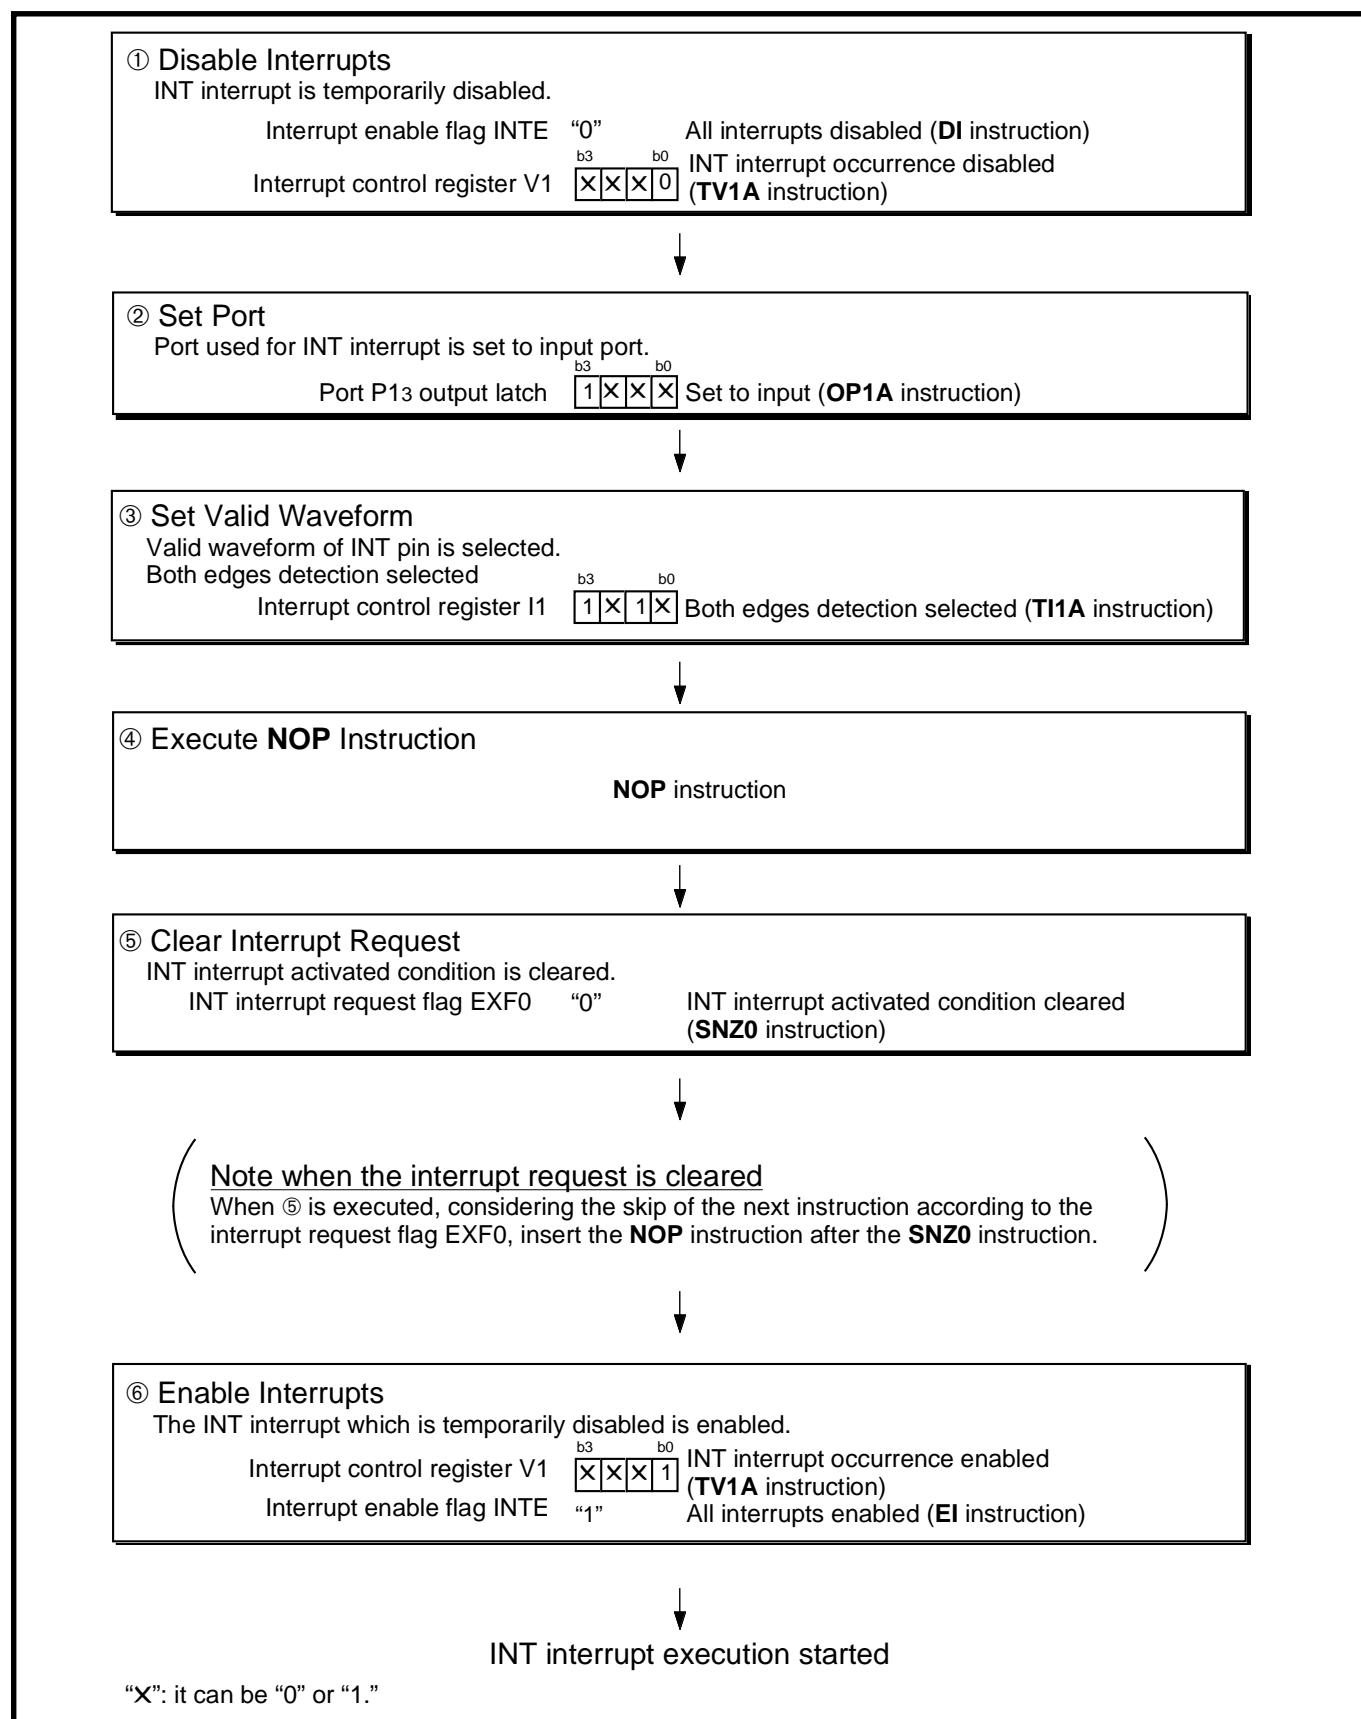 ① Disable Interrupts
INT interrupt is temporarily disabled.
Interrupt enable flag INTE “0” All interrupts disabled (DI instruction)
b3 b0 INT interrupt occurrence disabled
Interrupt control register V1 ✕ ✕ ✕ 0 (TV1A instruction)
② Set Port
Port used for INT interrupt is set to input port.
b3 b0
Port P13 output latch 1 ✕ ✕ ✕ Set to input (OP1A instruction)
③ Set Valid Waveform
Valid waveform of INT pin is selected.
Both edges detection selected
b3 b0
Interrupt control register I1 1 ✕ 1 ✕ Both edges detection selected (TI1A instruction)
④ Execute NOP Instruction
NOP instruction
⑤ Clear Interrupt Request
INT interrupt activated condition is cleared.
INT interrupt request flag EXF0 “0” INT interrupt activated condition cleared
(SNZ0 instruction)
Note when the interrupt request is cleared
When ⑤ is executed, considering the skip of the next instruction according to the
interrupt request flag EXF0, insert the NOP instruction after the SNZ0 instruction.
⑥ Enable Interrupts
The INT interrupt which is temporarily disabled is enabled.
b3 b0 INT interrupt occurrence enabled
Interrupt control register V1 ✕ ✕ ✕ 1 (TV1A instruction)
Interrupt enable flag INTE “1” All interrupts enabled (EI instruction)
INT interrupt execution started
“✕”: it can be “0” or “1.”